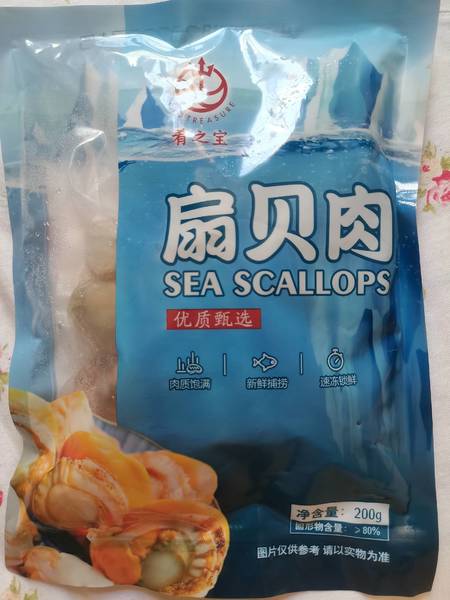 TREASURE
肴之宝
扇贝肉
SEA SCALLOPS
优质甄选
肉质饱满
新鲜捕捞
速冻锁鲜
净含量： 200g
固形物含量： ≥80%
图片仅供参考 请以实物为准